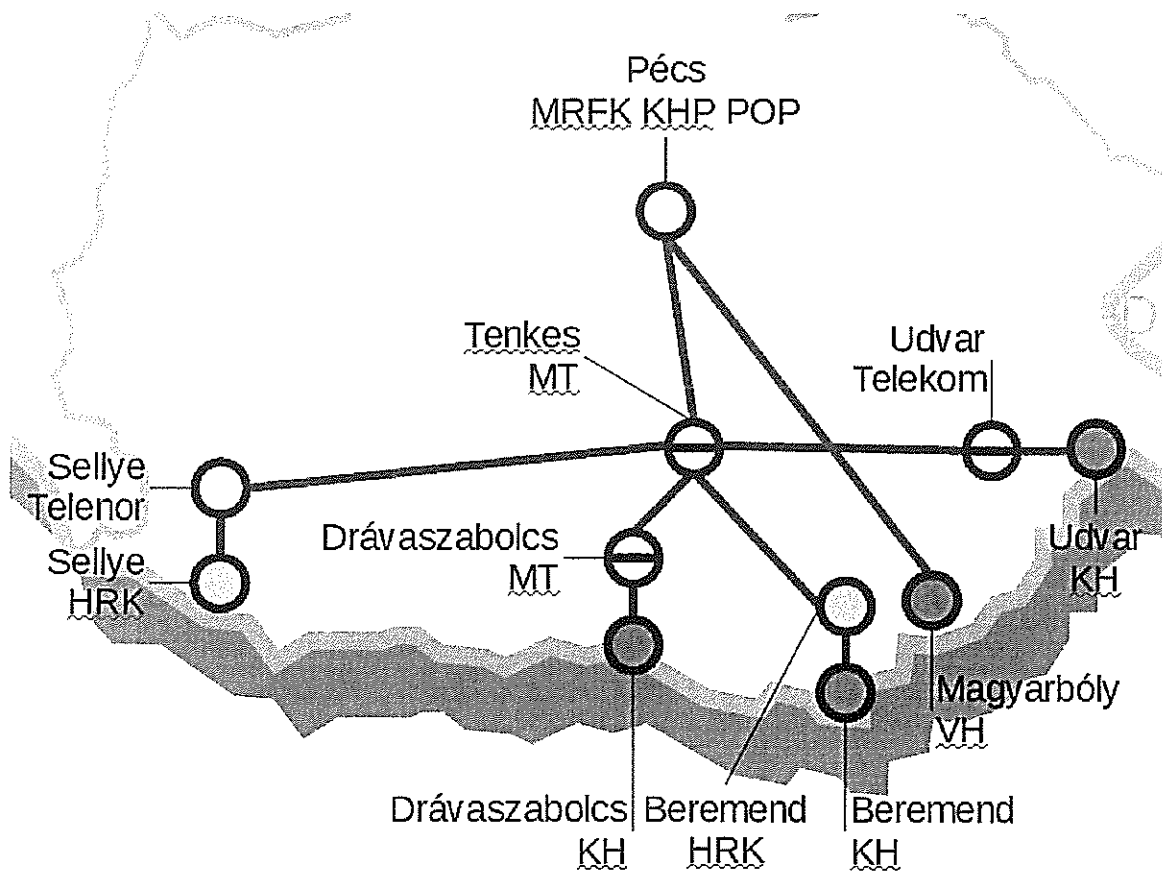 Pécs
MRFK KHP POP
Tenkes
MT
Udvar
Telekom
Sellye
Telenor
Sellye
HRK
Drávaszabolcs
MT
Udvar
KH
Magyarbóly
VH
Drávaszabolcs
KH
Beremend
HRK
Beremend
KH
D